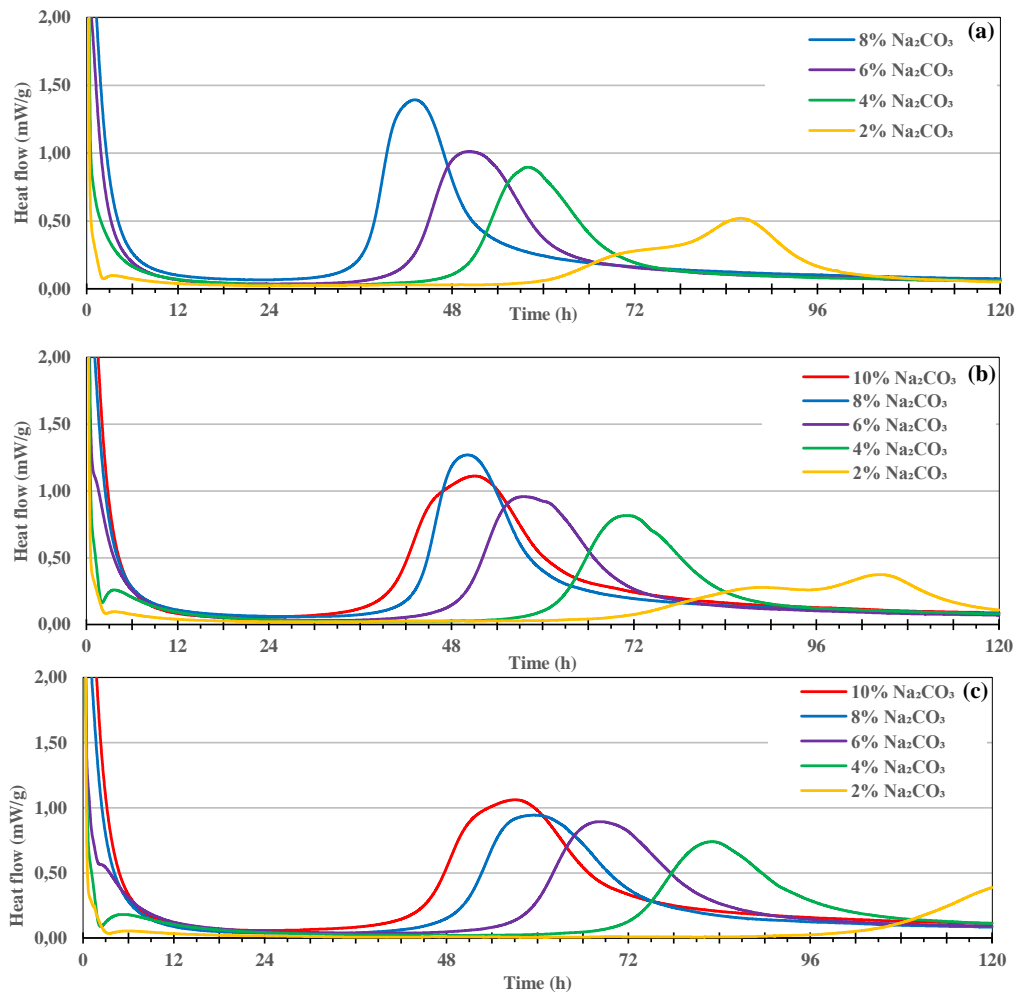 2,00
(a)
8% Na₂CO₃
6% Na₂CO₃
4% Na₂CO₃
2% Na₂CO₃
1,50
1,00
0,50
0,00
Heat flow (mW/g)
0 12 24 48 72 96 120
Time (h)
2,00
(b)
10% Na₂CO₃
8% Na₂CO₃
6% Na₂CO₃
4% Na₂CO₃
2% Na₂CO₃
1,50
1,00
0,50
0,00
Heat flow (mW/g)
0 12 24 48 72 96 120
Time (h)
2,00
(c)
10% Na₂CO₃
8% Na₂CO₃
6% Na₂CO₃
4% Na₂CO₃
2% Na₂CO₃
1,50
1,00
0,50
0,00
Heat flow (mW/g)
0 12 24 48 72 96 120
Time (h)